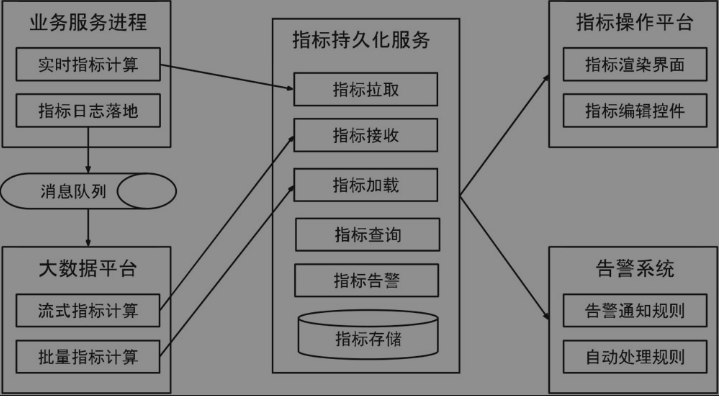 业务服务进程
实时指标计算
指标日志落地
消息队列
大数据平台
流式指标计算
批量指标计算
指标持久化服务
指标拉取
指标接收
指标加载
指标查询
指标告警
指标存储
指标操作平台
指标渲染界面
指标编辑控件
告警系统
告警通知规则
自动处理规则